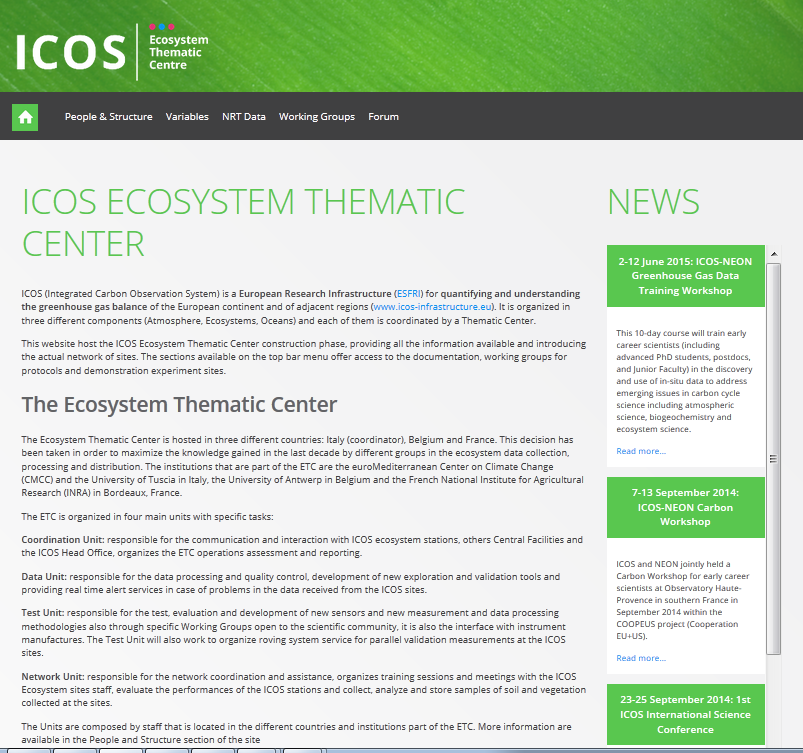 ICOS
Ecosystem
Thematic
Centre
People & Structure Variables NRT Data Working Groups Forum
ICOS ECOSYSTEM THEMATIC
CENTER
ICOS (Integrated Carbon Observation System) is a European Research Infrastructure (ESFRI) for quantifying and understanding
the greenhouse gas balance of the European continent and of adjacent regions (www.icos-infrastructure.eu). It is organized in
three different components (Atmosphere, Ecosystems, Oceans) and each of them is coordinated by a Thematic Center.
This website host the ICOS Ecosystem Thematic Center construction phase, providing all the information available and introducing
the actual network of sites. The sections available on the top bar menu offer access to the documentation, working groups for
protocols and demonstration experiment sites.
The Ecosystem Thematic Center
The Ecosystem Thematic Center is hosted in three different countries: Italy (coordinator), Belgium and France. This decision has
been taken in order to maximize the knowledge gained in the last decade by different groups in the ecosystem data collection,
processing and distribution. The institutions that are part of the ETC are the euroMediterranean Center on Climate Change
(CMCC) and the University of Tuscia in Italy, the University of Antwerp in Belgium and the French National Institute for Agricultural
Research (INRA) in Bordeaux, France.
The ETC is organized in four main units with specific tasks:
Coordination Unit: responsible for the communication and interaction with ICOS ecosystem stations, others Central Facilities and
the ICOS Head Office, organizes the ETC operations assessment and reporting.
Data Unit: responsible for the data processing and quality control, development of new exploration and validation tools and
providing real time alert services in case of problems in the data received from the ICOS sites.
Test Unit: responsible for the test, evaluation and development of new sensors and new measurement and data processing
methodologies also through specific Working Groups open to the scientific community, it is also the interface with instrument
manufactures. The Test Unit will also work to organize roving system service for parallel validation measurements at the ICOS
sites.
Network Unit: responsible for the network coordination and assistance, organizes training sessions and meetings with the ICOS
Ecosystem sites staff, evaluate the performances of the ICOS stations and collect, analyze and store samples of soil and vegetation
collected at the sites.
The Units are composed by staff that is located in the different countries and institutions part of the ETC. More information are
available in the People and Structure section of the site
NEWS
2-12 June 2015: ICOS-NEON
Greenhouse Gas Data
Training Workshop
This 10-day course will train early
career scientists (including
advanced PhD students, postdocs,
and Junior Faculty) in the discovery
and use of in-situ data to address
emerging issues in carbon cycle
science including atmospheric
science, biogeochemistry and
ecosystem science.
Read more...
7-13 September 2014:
ICOS-NEON Carbon
Workshop
ICOS and NEON jointly held a
Carbon Workshop for early career
scientists at Observatory Haute-
Provence in southern France in
September 2014 within the
COOPEUS project (Cooperation
EU+US).
Read more...
23-25 September 2014: 1st
ICOS International Science
Conference